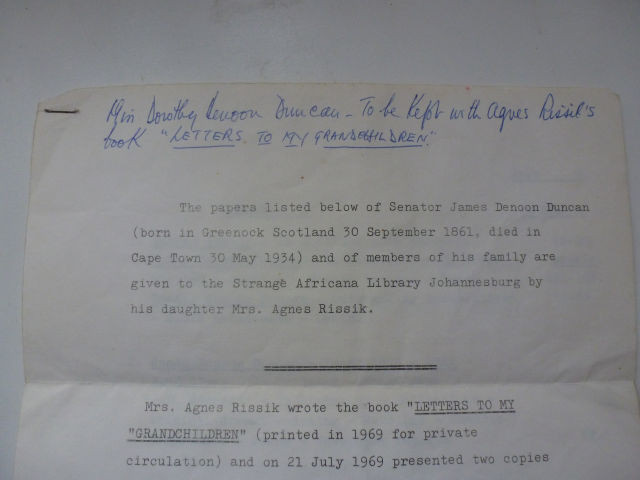 Miss Dorothy Denoon Duncan – To be Kept with Agnes Rissik's
book "LETTERS TO MY GRANDCHILDREN."
The papers listed below of Senator James Denoon Duncan
(born in Greenock Scotland 30 September 1861, died in
Cape Town 30 May 1934) and of members of his family are
given to the Strange Africana Library Johannesburg by
his daughter Mrs. Agnes Rissik.
Mrs. Agnes Rissik wrote the book "LETTERS TO MY
"GRANDCHILDREN" (printed in 1969 for private
circulation) and on 21 July 1969 presented two copies